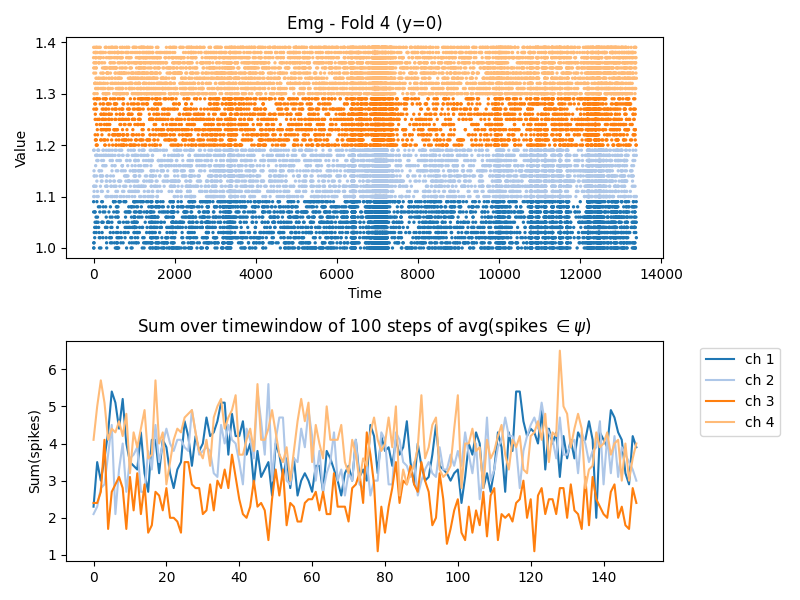 Emg - Fold 4 (y=0)
Value
1.4
1.3
1.2
1.1
1.0
0 2000 4000 6000 8000 10000 12000 14000
Time
Sum over timewindow of 100 steps of avg(spikes ∈ ψ)
Sum(spikes)
6
5
4
3
2
1
0 20 40 60 80 100 120 140
ch 1
ch 2
ch 3
ch 4